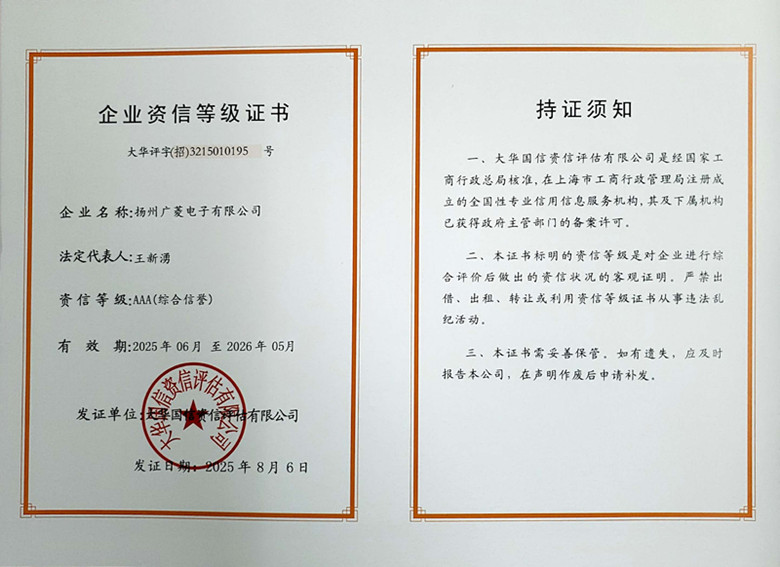 企业资信等级证书
大华评字(招)3215010195 号
企业名称:扬州广菱电子有限公司
法定代表人:王新湧
资信等级:AAA(综合信誉)
有效期:2025年06月至2026年05月
发证单位:大华国信资信评估有限公司
大华国信资信评估有限公司
发证日期:2025年8月6日
持证须知
一、大华国信资信评估有限公司是经国家工
商行政总局核准,在上海市工商行政管理局注册成
立的全国性专业信用信息服务机构,其及下属机构
已获得政府主管部门的备案许可。
二、本证书标明的资信等级是对企业进行综
合评价后做出的资信状况的客观证明。严禁出
借、出租、转让或利用资信等级证书从事违法乱
纪活动。
三、本证书需妥善保管。如有遗失,应及时
报告本公司,在声明作废后申请补发。